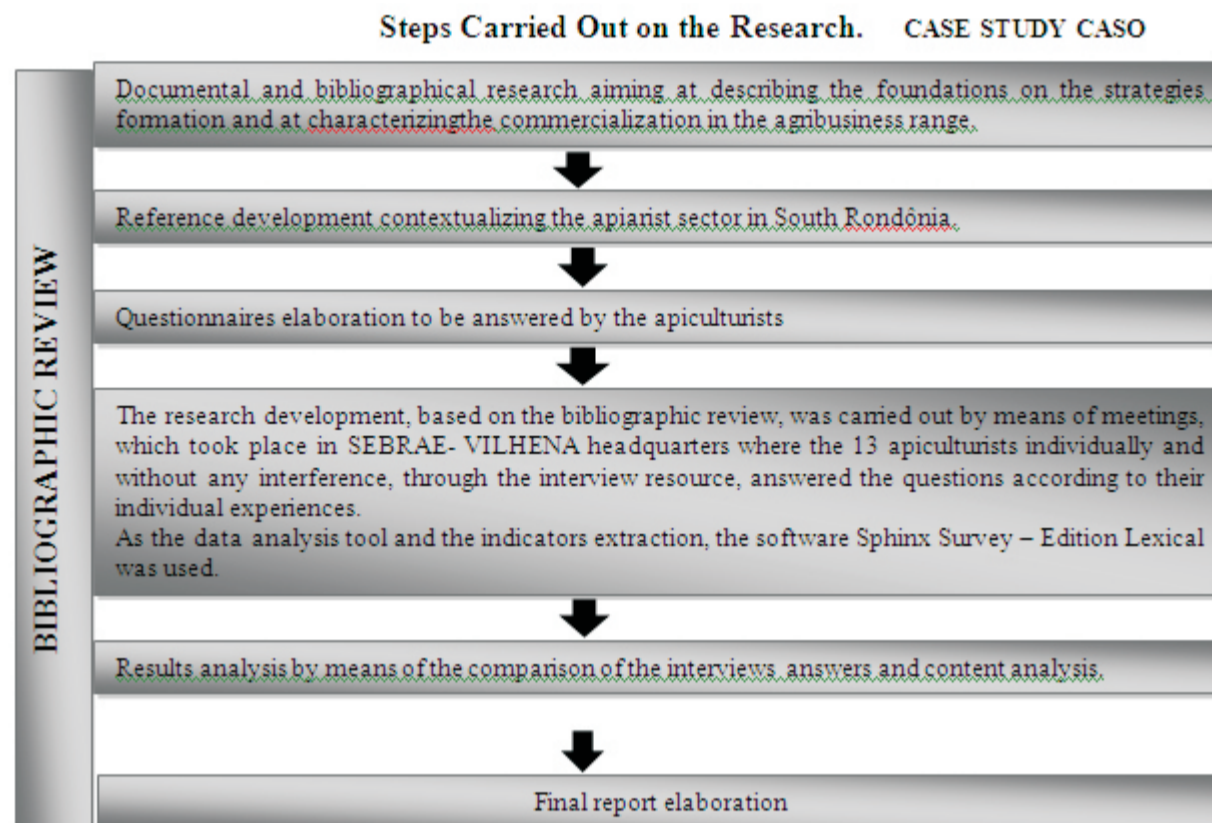 Steps Carried Out on the Research. CASE STUDY CASO
BIBLIOGRAPHIC REVIEW
Documental and bibliographical research aiming at describing the foundations on the strategies
formation and at characterizingthe commercialization in the agribusiness range.
Reference development contextualizing the apiarist sector in South Rondônia.
Questionnaires elaboration to be answered by the apiculturists
The research development, based on the bibliographic review, was carried out by means of meetings,
which took place in SEBRAE- VILHENA headquarters where the 13 apiculturists individually and
without any interference, through the interview resource, answered the questions according to their
individual experiences.
As the data analysis tool and the indicators extraction, the software Sphinx Survey – Edition Lexical
was used.
Results analysis by means of the comparison of the interviews answers and content analysis.
Final report elaboration